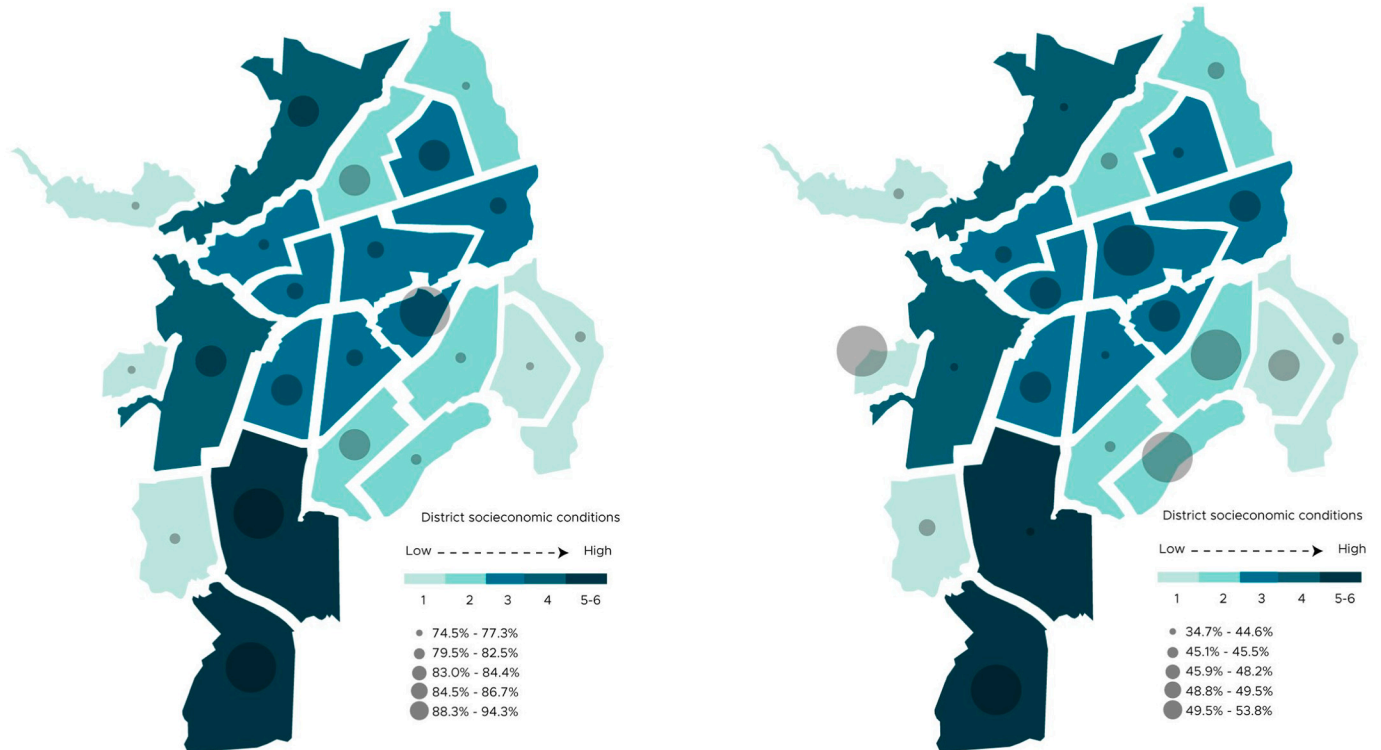 District socieconomic conditions
Low High
1 2 3 4 5-6
74.5% - 77.3%
79.5% - 82.5%
83.0% - 84.4%
84.5% - 86.7%
88.3% - 94.3%
District socieconomic conditions
Low High
1 2 3 4 5-6
34.7% - 44.6%
45.1% - 45.5%
45.9% - 48.2%
48.8% - 49.5%
49.5% - 53.8%